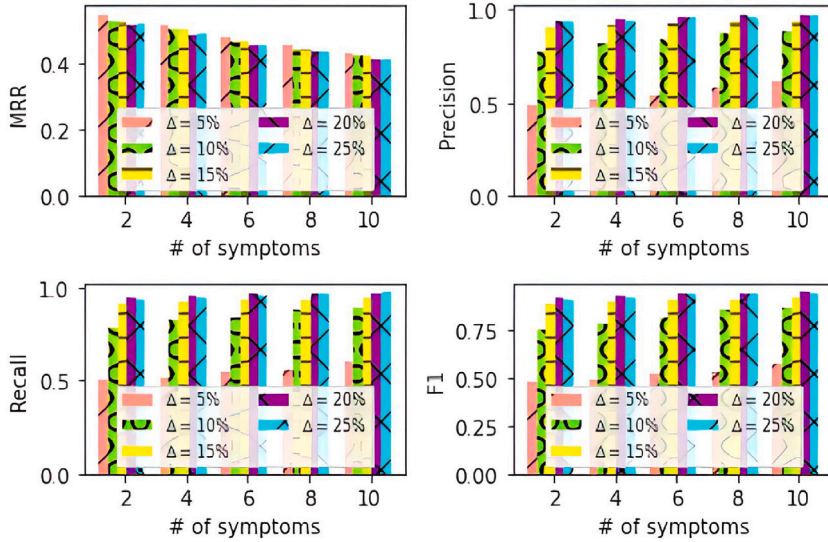 MRR
0.4
0.2
0.0
Δ = 5%
Δ = 10%
Δ = 15%
Δ = 20%
Δ = 25%
2 4 6 8 10
# of symptoms
Precision
1.0
0.5
0.0
Δ = 5%
Δ = 10%
Δ = 15%
Δ = 20%
Δ = 25%
2 4 6 8 10
# of symptoms
Recall
1.0
0.5
0.0
Δ = 5%
Δ = 10%
Δ = 15%
Δ = 20%
Δ = 25%
2 4 6 8 10
# of symptoms
F1
0.75
0.50
0.25
0.00
Δ = 5%
Δ = 10%
Δ = 15%
Δ = 20%
Δ = 25%
2 4 6 8 10
# of symptoms